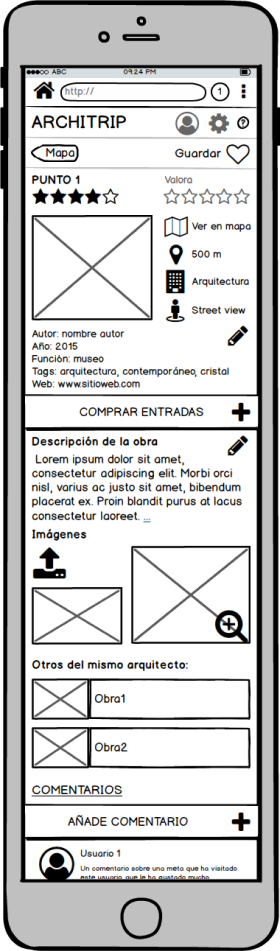 ABC 09:24 PM
http:// 1
ARCHITRIP ?
Mapa Guardar
PUNTO 1 Valora
Ver en mapa
500 m
Arquitectura
Street view
Autor: nombre autor
Año: 2015
Función: museo
Tags: arquitectura, contemporáneo, cristal
Web: www.sitioweb.com
COMPRAR ENTRADAS
Descripción de la obra
Lorem ipsum dolor sit amet,
consectetur adipiscing elit. Morbi orci
nisl, varius ac justo sit amet, bibendum
placerat ex. Proin blandit purus at lacus
consectetur laoreet. ...
Imágenes
Otros del mismo arquitecto:
Obra1
Obra2
COMENTARIOS
AÑADE COMENTARIO
Usuario 1
Un comentario sobre una meta que ha visitado
este usuario, que le ha gustado mucho